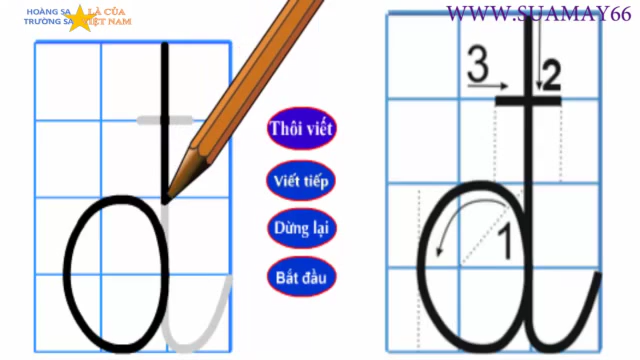 HOÀNG SA LÀ CỦA
TRƯỜNG SA VIỆT NAM
WWW.SUAMAY66
Thôi viết
Viết tiếp
Dừng lại
Bắt đầu
3
2
1
đ
đ